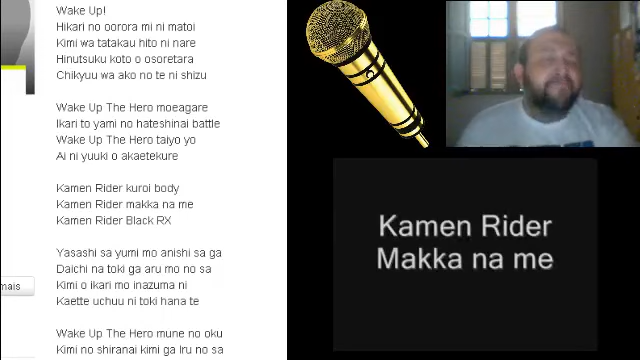 Wake Up!
Hikari no oorora mi ni matoi
Kimi wa tatakau hito ni nare
Hinutsuku koto o osoretara
Chikyuu wa ako no te ni shizu
Wake Up The Hero moeagare
Ikari to yami no hateshinai battle
Wake Up The Hero taiyo yo
Ai ni yuuki o akaetekure
Kamen Rider kuroi body
Kamen Rider makka na me
Kamen Rider Black RX
Yasashi sa yumi mo anishi sa ga
Daichi na toki ga aru mo no sa
Kimi o ikari mo inazuma ni
Kaette uchuu ni toki hana te
Wake Up The Hero mune no oku
Kimi no shiranai kimi ga Iru no sa
mais
Kamen Rider
Makka na me